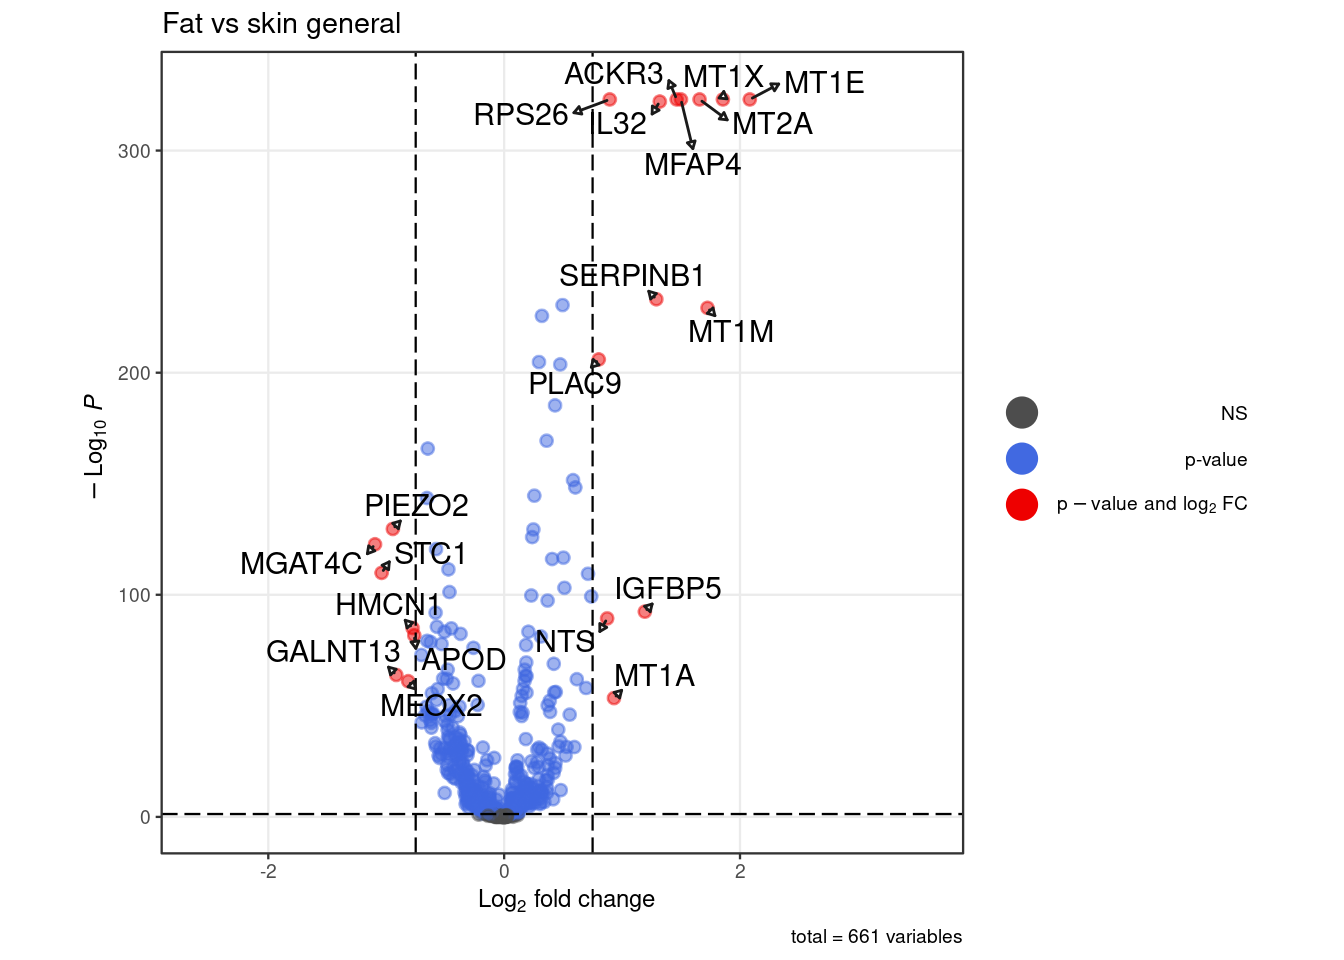 Fat vs skin general
ACKR3
MT1X
MT1E
RPS26
IL32
MT2A
MFAP4
300
SERPINB1
MT1M
200
PLAC9
− Log10 P
NS
p-value
p − value and log2 FC
PIEZO2
MGAT4C
STC1
100
IGFBP5
HMCN1
NTS
GALNT13
APOD
MT1A
MEOX2
0
-2
0
2
Log2 fold change
total = 661 variables